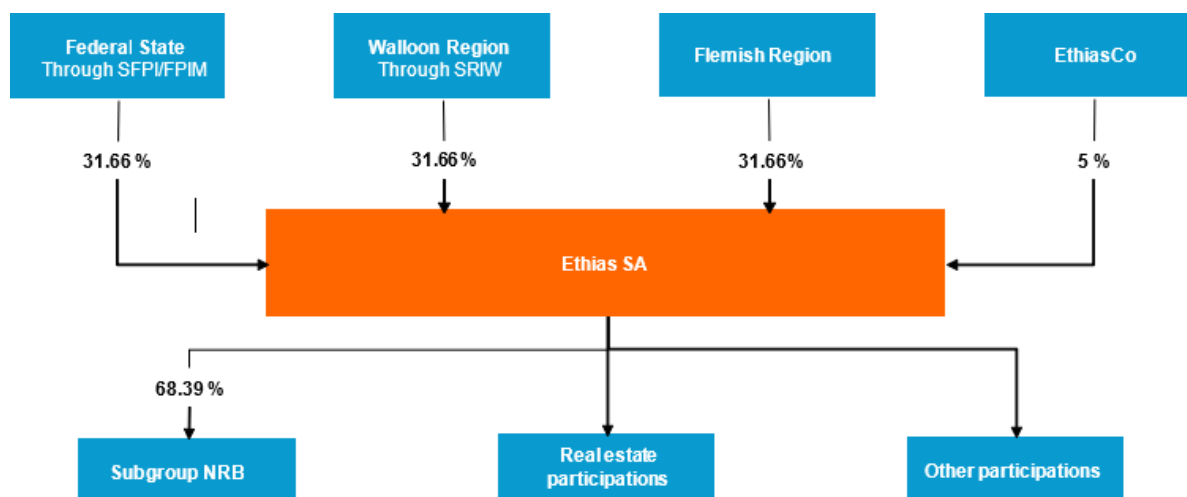 Federal State
Through SFPI/FPIM
Walloon Region
Through SRIW
Flemish Region
EthiasCo
31.66 %
31.66 %
31.66%
5 %
Ethias SA
68.39 %
Subgroup NRB
Real estate
participations
Other participations